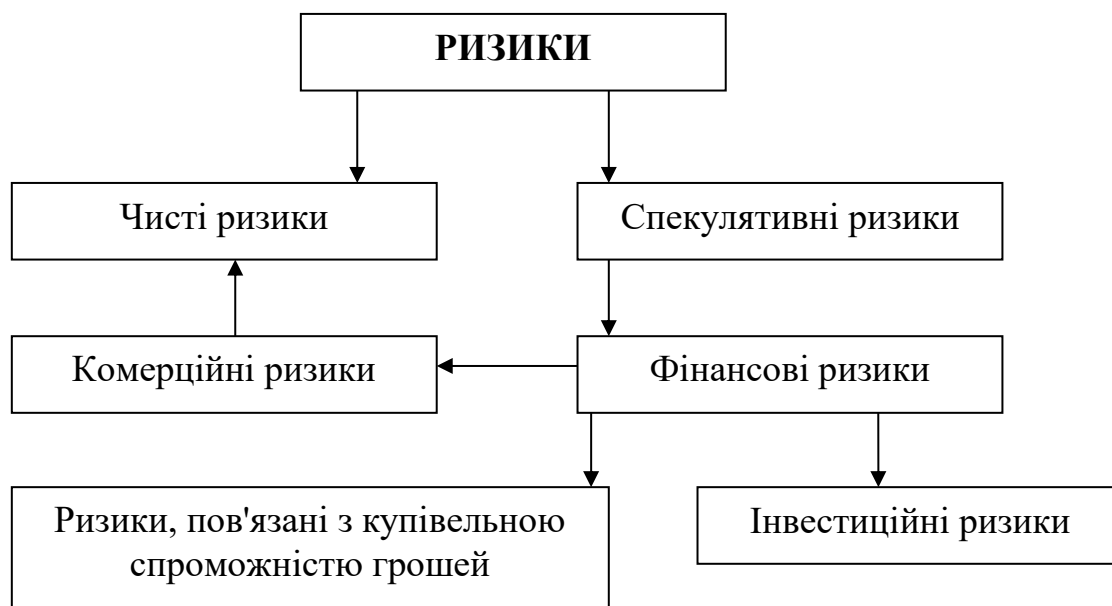 РИЗИКИ
Чисті ризики
Спекулятивні ризики
Комерційні ризики
Фінансові ризики
Ризики, пов'язані з купівельною
спроможністю грошей
Інвестиційні ризики